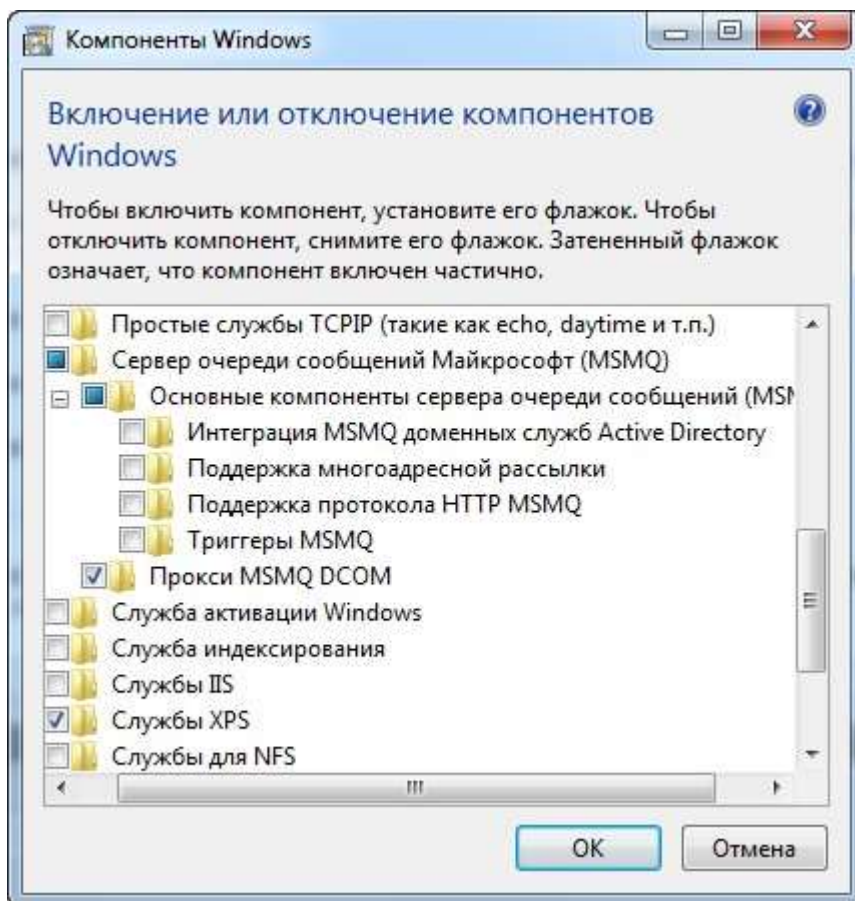 Компоненты Windows
Включение или отключение компонентов
Windows
Чтобы включить компонент, установите его флажок. Чтобы
отключить компонент, снимите его флажок. Затененный флажок
означает, что компонент включен частично.
Простые службы TCPIP (такие как echo, daytime и т.п.)
Сервер очереди сообщений Майкрософт (MSMQ)
Основные компоненты сервера очереди сообщений (MSM
Интеграция MSMQ доменных служб Active Directory
Поддержка многоадресной рассылки
Поддержка протокола HTTP MSMQ
Триггеры MSMQ
Прокси MSMQ DCOM
Служба активации Windows
Служба индексирования
Службы IIS
Службы XPS
Службы для NFS
ОК
Отмена